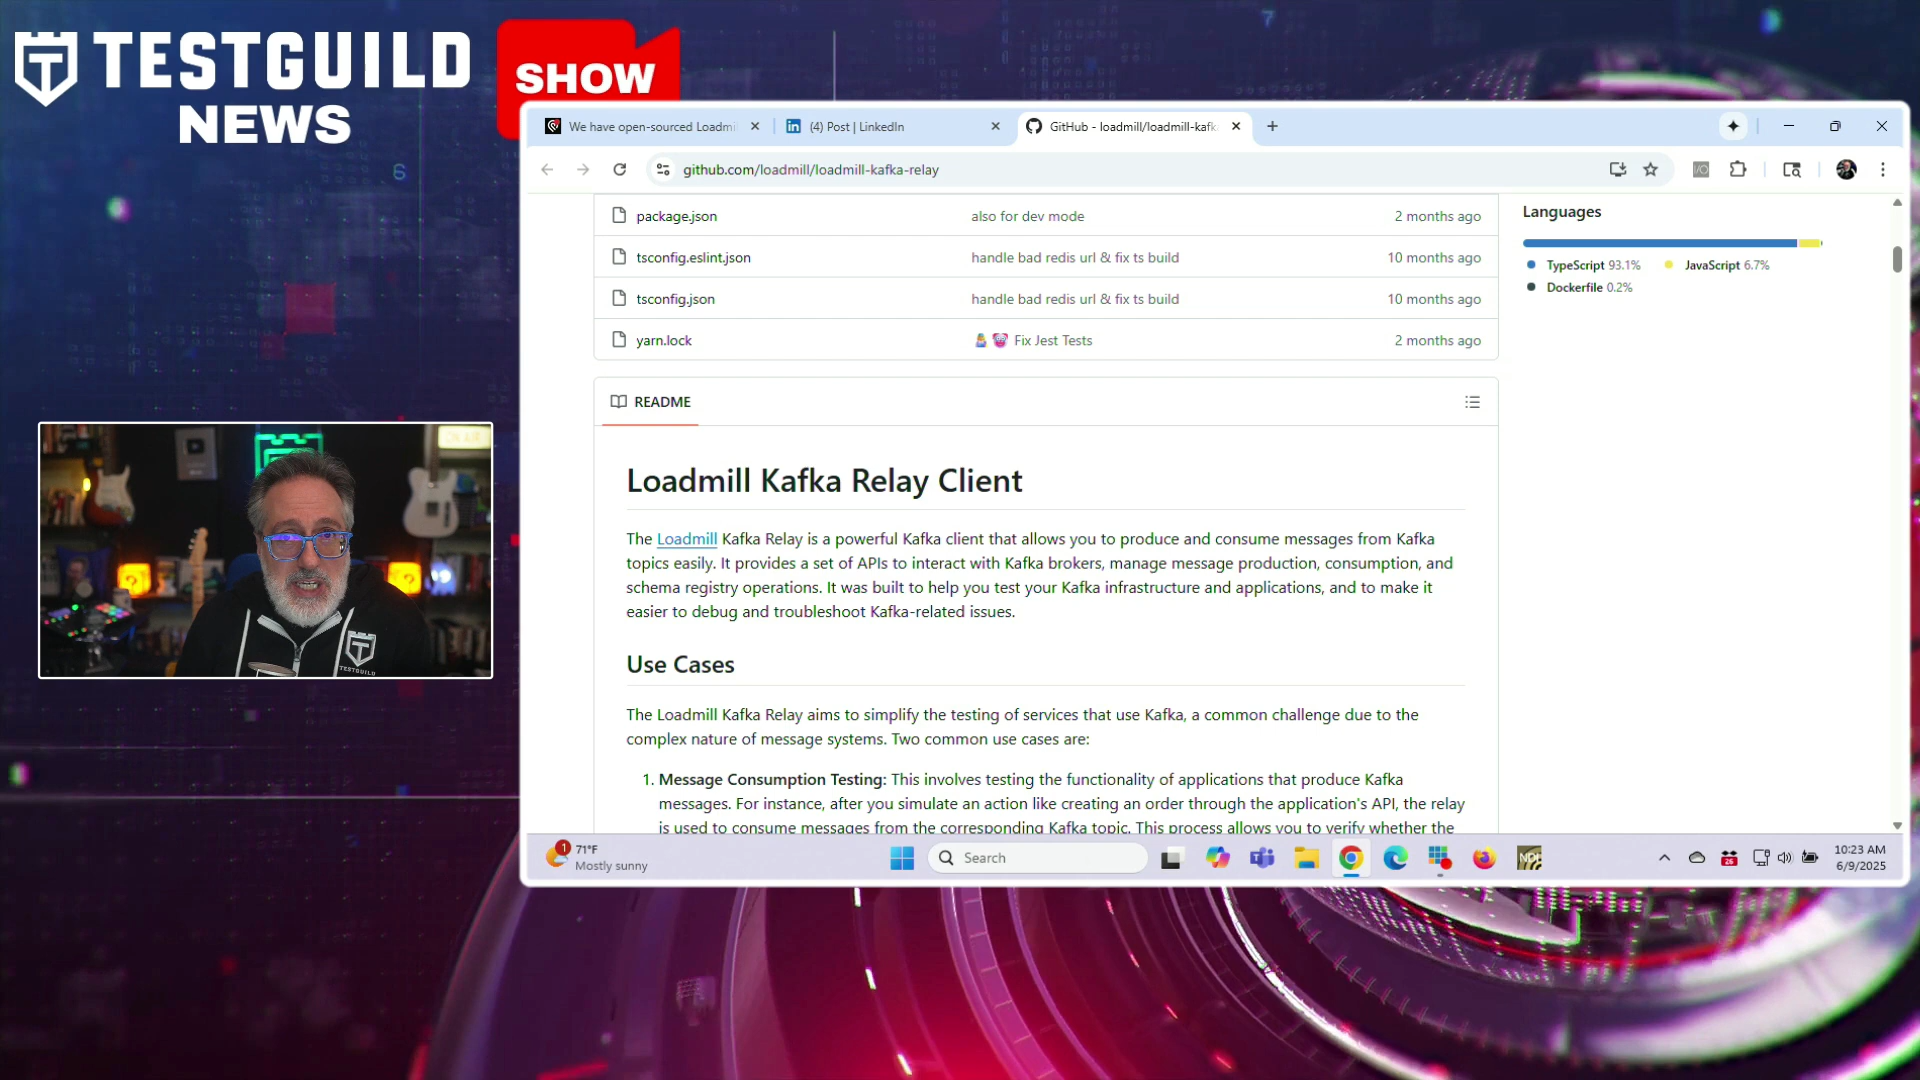 TESTGUILD
NEWS
SHOW
We have open-sourced Loadmi
(4) Post | LinkedIn
GitHub - loadmill/loadmill-kafk
github.com/loadmill/loadmill-kafka-relay
package.json also for dev mode 2 months ago
tsconfig.eslint.json handle bad redis url & fix ts build 10 months ago
tsconfig.json handle bad redis url & fix ts build 10 months ago
yarn.lock Fix Jest Tests 2 months ago
Languages
TypeScript 93.1% JavaScript 6.7%
Dockerfile 0.2%
README
Loadmill Kafka Relay Client
The Loadmill Kafka Relay is a powerful Kafka client that allows you to produce and consume messages from Kafka
topics easily. It provides a set of APIs to interact with Kafka brokers, manage message production, consumption, and
schema registry operations. It was built to help you test your Kafka infrastructure and applications, and to make it
easier to debug and troubleshoot Kafka-related issues.
Use Cases
The Loadmill Kafka Relay aims to simplify the testing of services that use Kafka, a common challenge due to the
complex nature of message systems. Two common use cases are:
1. Message Consumption Testing: This involves testing the functionality of applications that produce Kafka
messages. For instance, after you simulate an action like creating an order through the application's API, the relay
is used to consume messages from the corresponding Kafka topic. This process allows you to verify whether the
1
71°F
Mostly sunny
Search
NDI
26
10:23 AM
6/9/2025
ON AIR
TESTGUILD
6
7